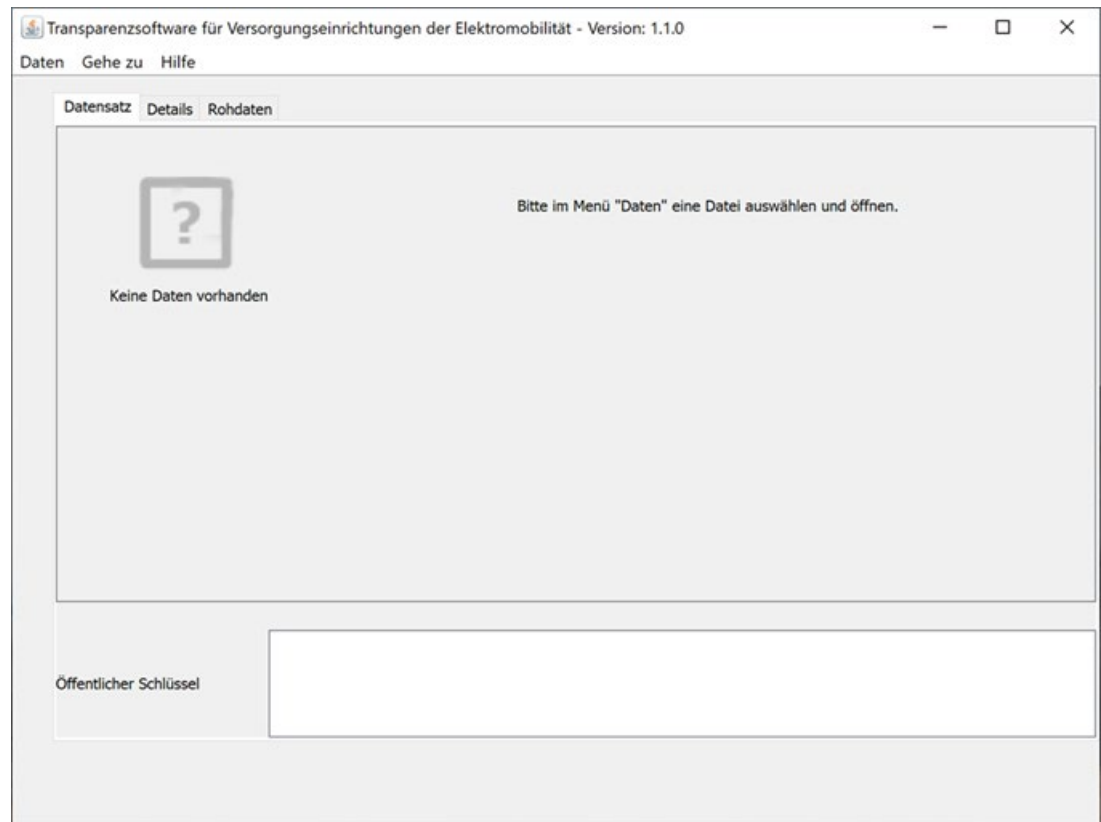 Transparenzsoftware für Versorgungseinrichtungen der Elektromobilität - Version: 1.1.0
Daten Gehe zu Hilfe
Datensatz Details Rohdaten
?
Bitte im Menü "Daten" eine Datei auswählen und öffnen.
Keine Daten vorhanden
Öffentlicher Schlüssel